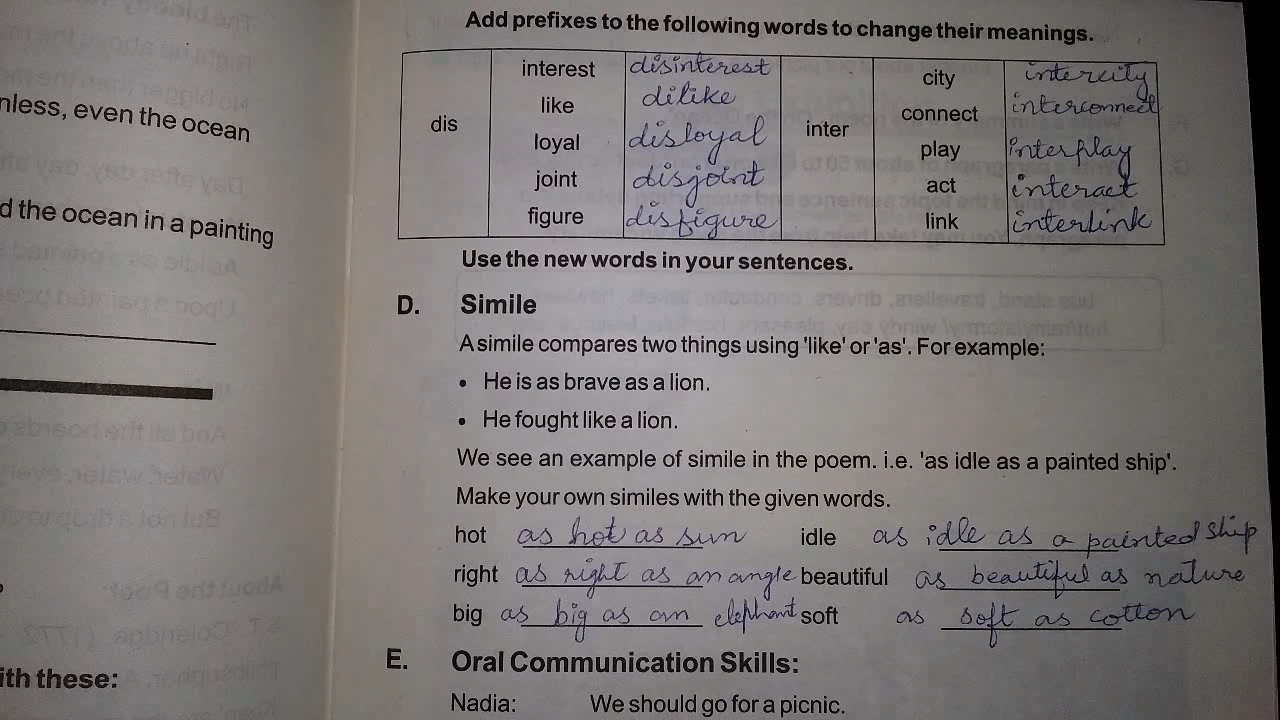 nless, even the ocean
d the ocean in a painting
ith these:
Add prefixes to the following words to change their meanings.
dis
interest disinterest
like dilike
loyal disloyal
joint disjoint
figure disfigure
inter
city intercity
connect interconnect
play interplay
act interact
link interlink
Use the new words in your sentences.
D. Simile
A simile compares two things using 'like' or 'as'. For example:
• He is as brave as a lion.
• He fought like a lion.
We see an example of simile in the poem. i.e. 'as idle as a painted ship'.
Make your own similes with the given words.
hot as hot as sun idle as idle as a painted ship
right as right as an angle beautiful as beautiful as nature
big as big as an elephant soft as soft as cotton
E. Oral Communication Skills:
Nadia: We should go for a picnic.